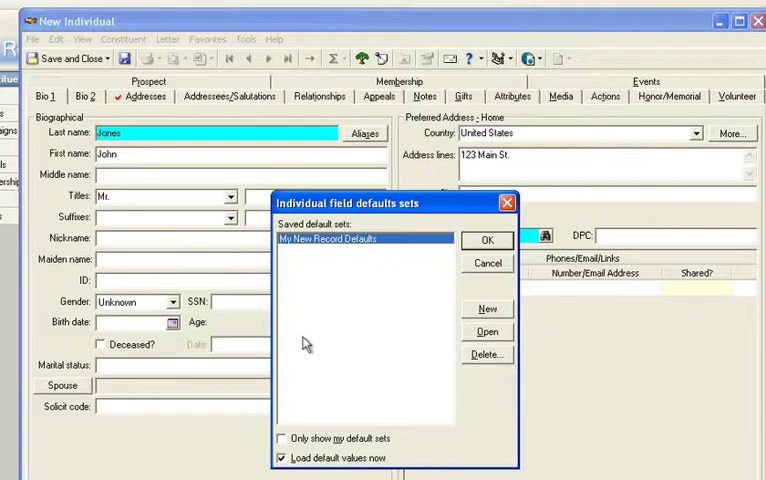 New Individual
File Edit View Constituent Letter Favorites Tools Help
Save and Close
Prospect Membership Events
Bio 1 Bio 2 Addresses Addressees/Salutations Relationships Appeals Notes Gifts Attributes Media Actions Honor/Memorial Volunteer
Biographical
Last name: Jones Aliases
First name: John
Middle name:
Titles: Mr.
Suffixes:
Nickname:
Maiden name:
ID:
Gender: Unknown SSN:
Birth date: Age:
Deceased? Date:
Marital status:
Spouse
Solicit code:
Preferred Address - Home
Country: United States More...
Address lines: 123 Main St.
DPC:
Phones/Email/Links
Number/Email Address Shared?
Individual field defaults sets
Saved default sets:
My New Record Defaults
OK
Cancel
New
Open
Delete...
Only show my default sets
Load default values now